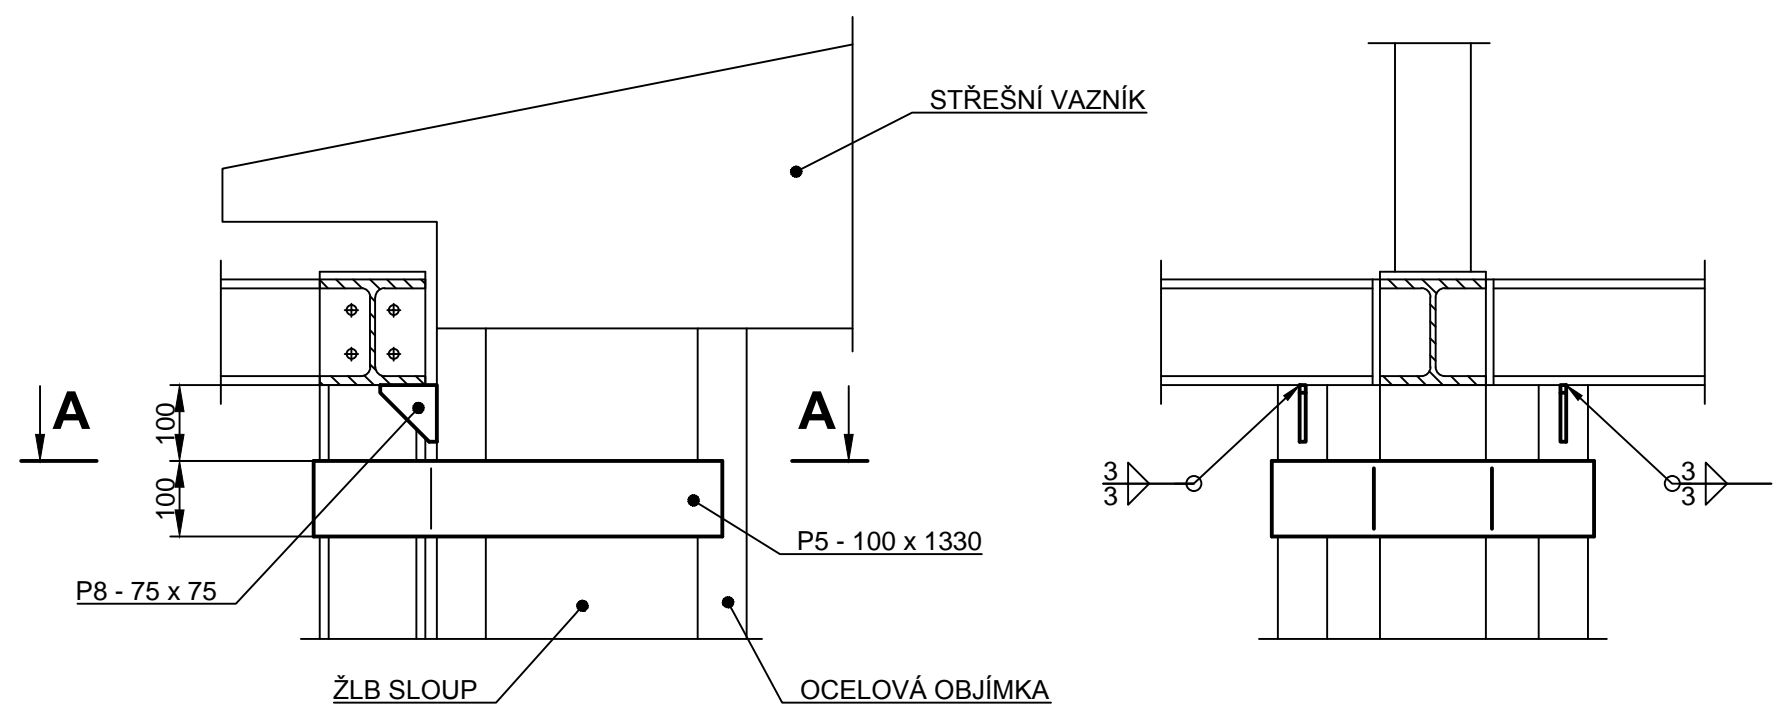 STŘEŠNÍ VAZNÍK
A
A
100
100
3
3
3
3
P5 - 100 x 1330
P8 - 75 x 75
ŽLB SLOUP
OCELOVÁ OBJÍMKA